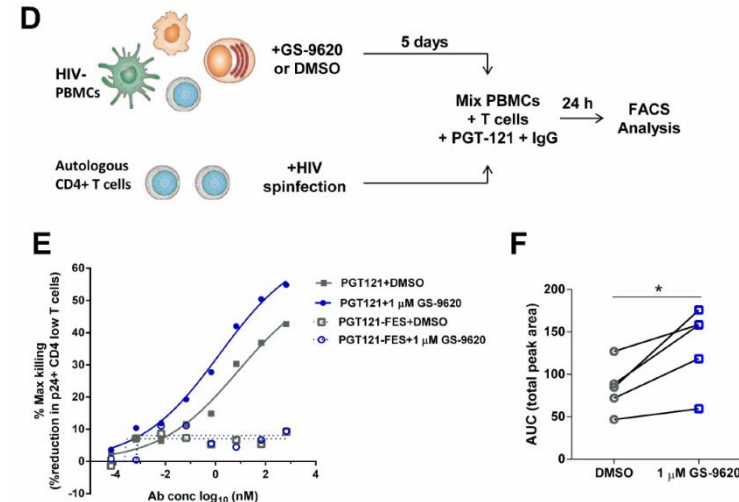 D
HIV-
PBMCs
+GS-9620
or DMSO
5 days
Mix PBMCs
+ T cells
+ PGT-121 + IgG
24 h
FACS
Analysis
Autologous
CD4+ T cells
+HIV
spinfection
E
% Max killing
(%reduction in p24+ CD4 low T cells)
60
50
40
30
20
10
0
-10
-4
-2
0
2
4
Ab conc log10 (nM)
PGT121+DMSO
PGT121+1 μM GS-9620
PGT121-FES+DMSO
PGT121-FES+1 μM GS-9620
F
AUC (total peak area)
200
150
100
50
0
*
DMSO
1 μM GS-9620